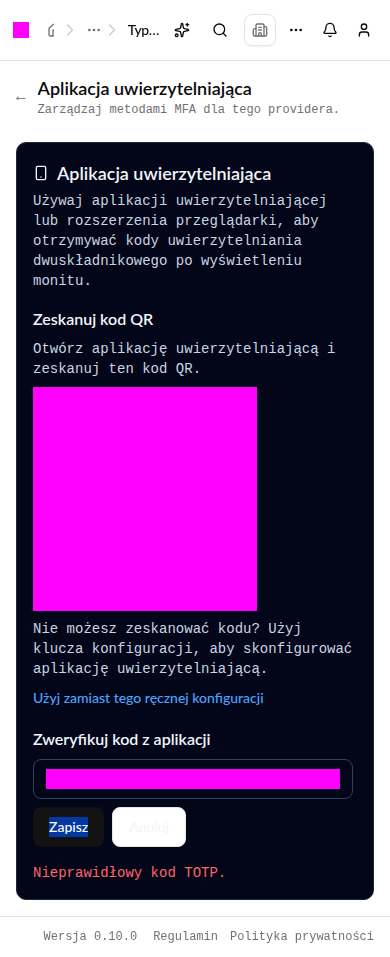 Typ...
Aplikacja uwierzytelniająca
Zarządzaj metodami MFA dla tego providera.
Aplikacja uwierzytelniająca
Używaj aplikacji uwierzytelniającej
lub rozszerzenia przeglądarki, aby
otrzymywać kody uwierzytelniania
dwuskładnikowego po wyświetleniu
monitu.
Zeskanuj kod QR
Otwórz aplikację uwierzytelniającą i
zeskanuj ten kod QR.
Nie możesz zeskanować kodu? Użyj
klucza konfiguracji, aby skonfigurować
aplikację uwierzytelniającą.
Użyj zamiast tego ręcznej konfiguracji
Zweryfikuj kod z aplikacji
Zapisz Anuluj
Nieprawidłowy kod TOTP.
Wersja 0.10.0 Regulamin Polityka prywatności